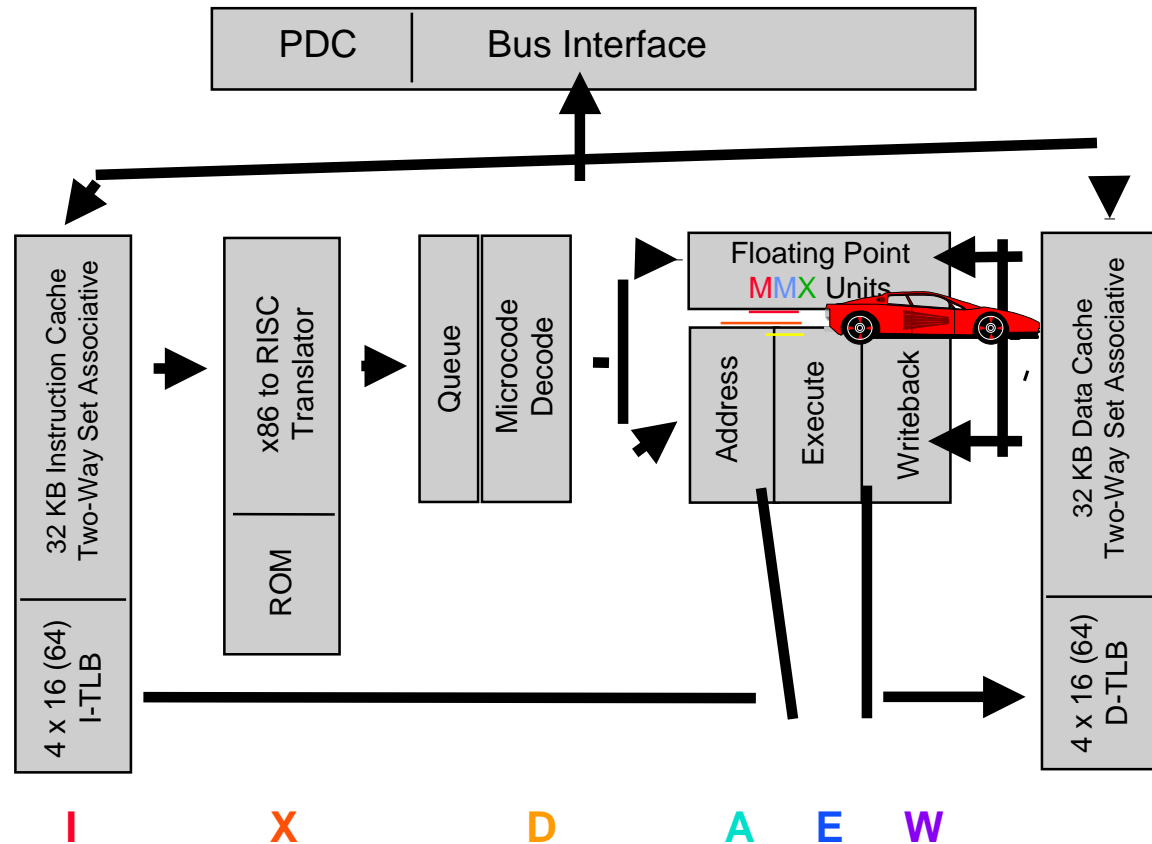 PDC
Bus Interface
32 KB Instruction Cache
Two-Way Set Associative
4 x 16 (64)
I-TLB
x86 to RISC
Translator
ROM
Queue
Microcode
Decode
Floating Point
MMX Units
Address
Execute
Writeback
32 KB Data Cache
Two-Way Set Associative
4 x 16 (64)
D-TLB
I
X
D
A
E
W